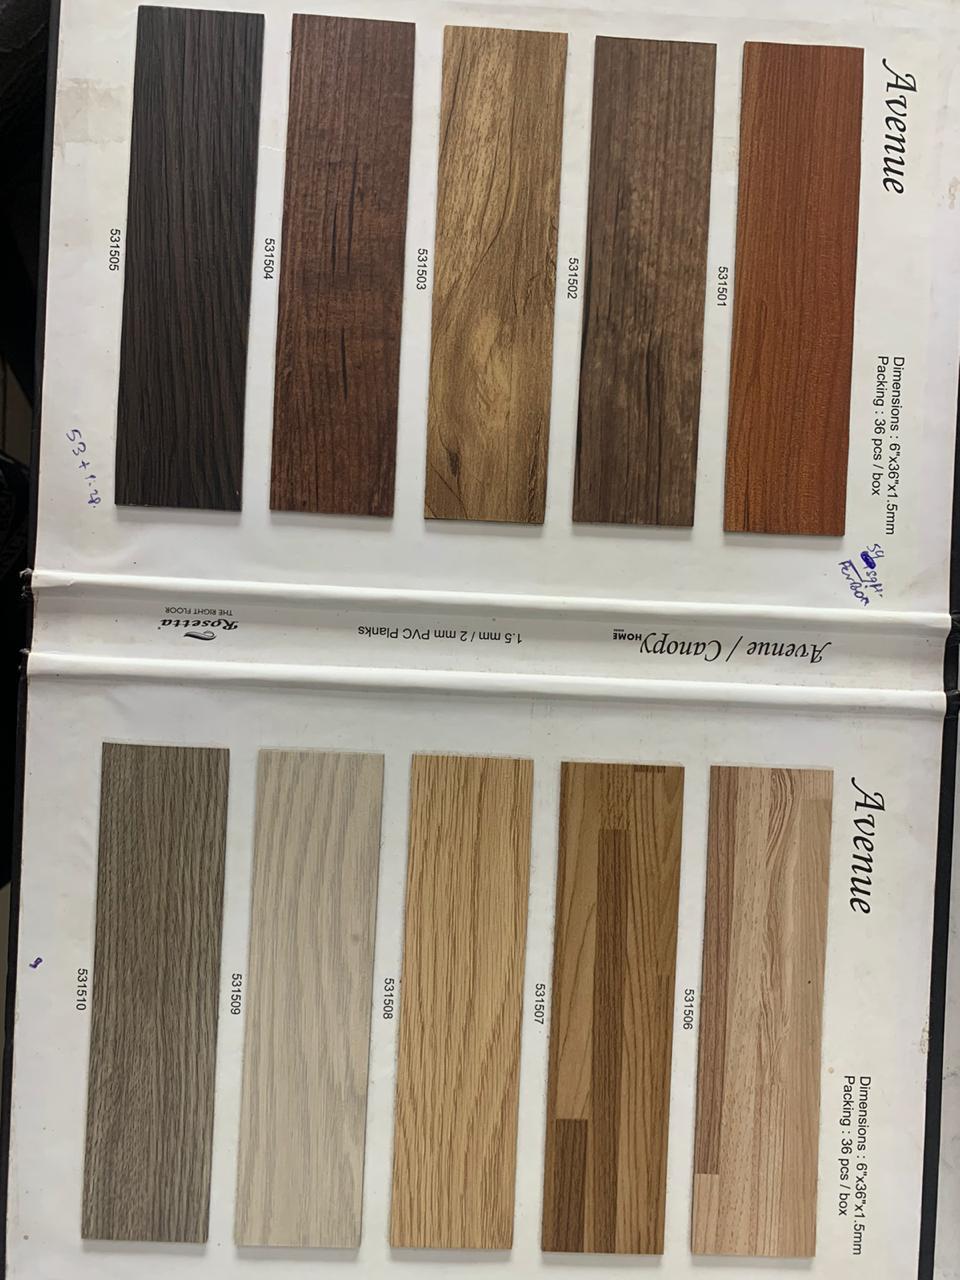 Avenue
Dimensions : 6"x36"x1.5mm
Packing : 36 pcs / box
531501
531502
531503
531504
531505
53 +
Avenue / Canopy
HOME
1.5 mm / 2 mm PVC Planks
Rosetta
THE RIGHT FLOOR
Avenue
Dimensions : 6"x36"x1.5mm
Packing : 36 pcs / box
531506
531507
531508
531509
531510